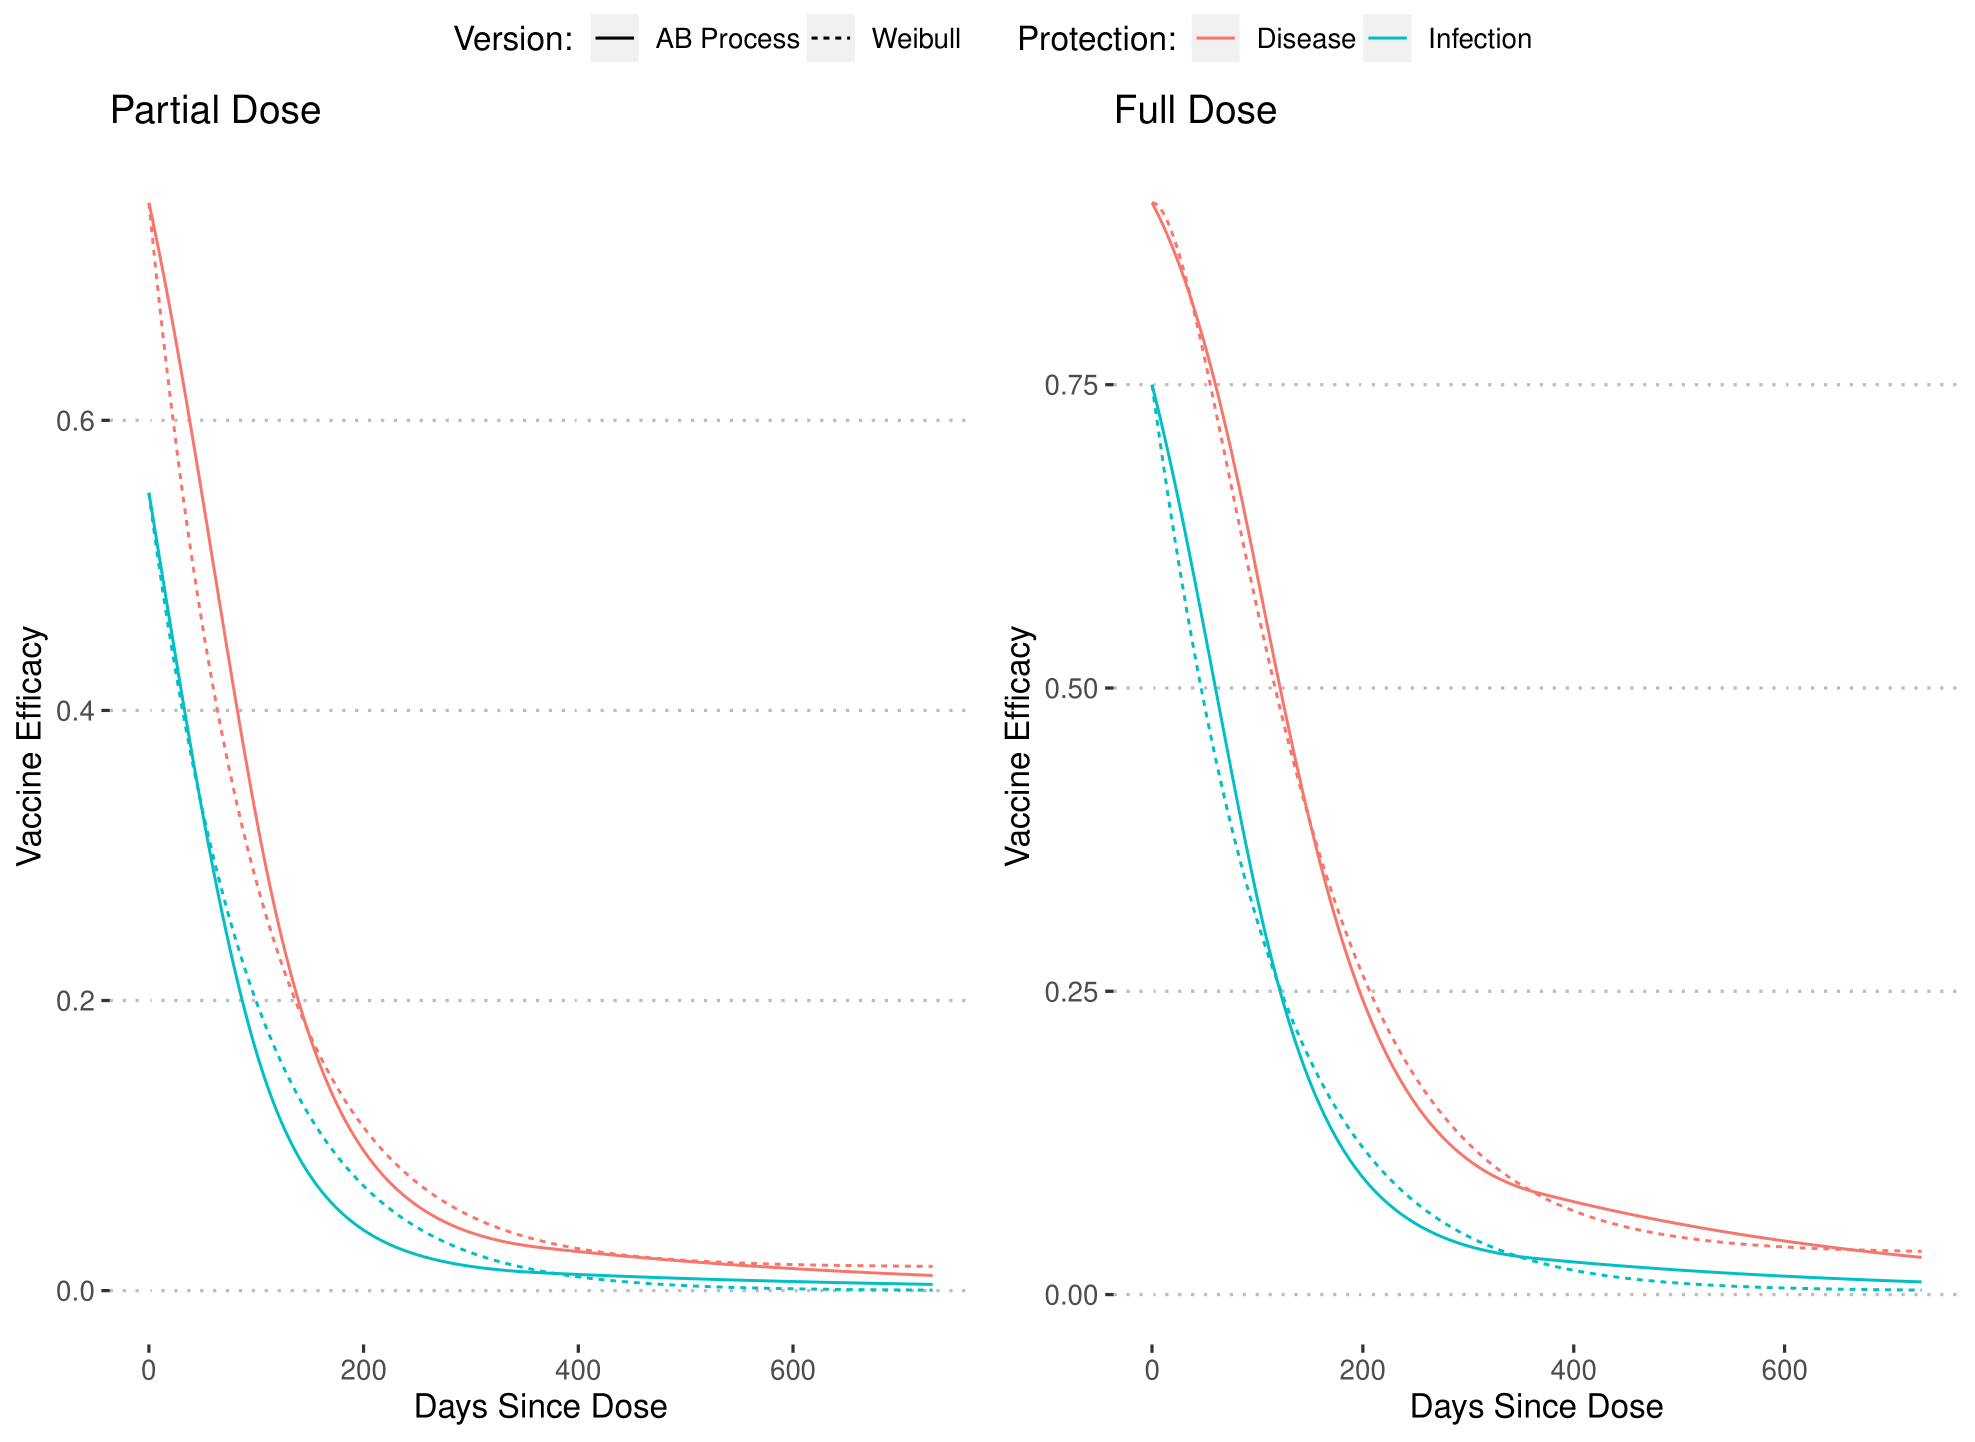 Version: AB Process Weibull Protection: Disease Infection
Partial Dose
Full Dose
Vaccine Efficacy
0.6
0.4
0.2
0.0
0 200 400 600
Days Since Dose
Vaccine Efficacy
0.75
0.50
0.25
0.00
0 200 400 600
Days Since Dose